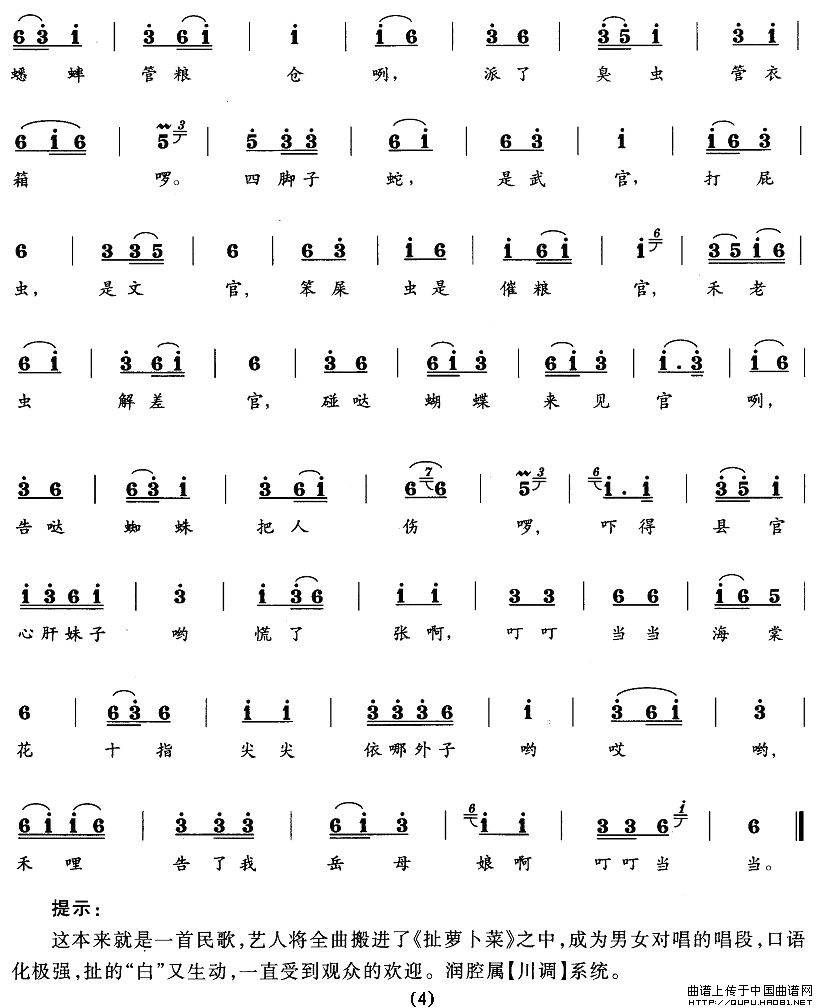 6 3 1 | 3 6 1 | 1 | 1 6 | 3 6 | 3 5 1 | 3 1 |
蟋 蟀 管 粮 仓 咧, 派 了 臭 虫 管 衣
6 1 6 | 5 3 | 5 3 3 | 6 1 | 6 3 | 1 | 1 6 3 |
箱 啰。 四 脚 子 蛇, 是 武 官, 打 屁
6 | 3 3 5 | 6 | 6 3 | 1 6 | 1 6 1 | 1 6 | 3 5 1 6 |
虫, 是 文 官, 笨 屎 虫 是 催 粮 官, 禾 老
6 1 | 3 6 1 | 6 | 3 6 | 6 1 3 | 6 1 3 | 1 . 3 | 1 6 |
虫 解 差 官, 碰 哒 蝴 蝶 来 见 官 咧,
3 6 | 6 3 1 | 3 6 1 | 6 7 6 | 5 3 | 6 1 . 1 | 3 5 1 |
告 哒 蜘 蛛 把 人 伤 啰, 吓 得 县 官
1 3 6 1 | 3 | 1 3 6 | 1 1 | 3 3 | 6 6 | 1 6 5 |
心 肝 妹 子 哟 慌 了 张 啊, 叮 叮 当 当 海 棠
6 | 6 3 6 | 1 1 | 3 3 3 6 | 1 | 3 6 1 | 3 |
花 十 指 尖 尖 依 哪 外 子 哟 哎 哟,
6 1 1 6 | 3 3 3 | 6 1 3 | 6 1 1 | 3 3 6 1 | 6 ‖
禾 哩 告 了 我 岳 母 娘 啊 叮 叮 当 当。
提示:
这本来就是一首民歌,艺人将全曲搬进了《扯萝卜菜》之中,成为男女对唱的唱段,口语
化极强,扯的“白”又生动,一直受到观众的欢迎。润腔属【川调】系统。
(4)
曲谱上传于中国曲谱网
HTTP://QUPU.HAO81.NET